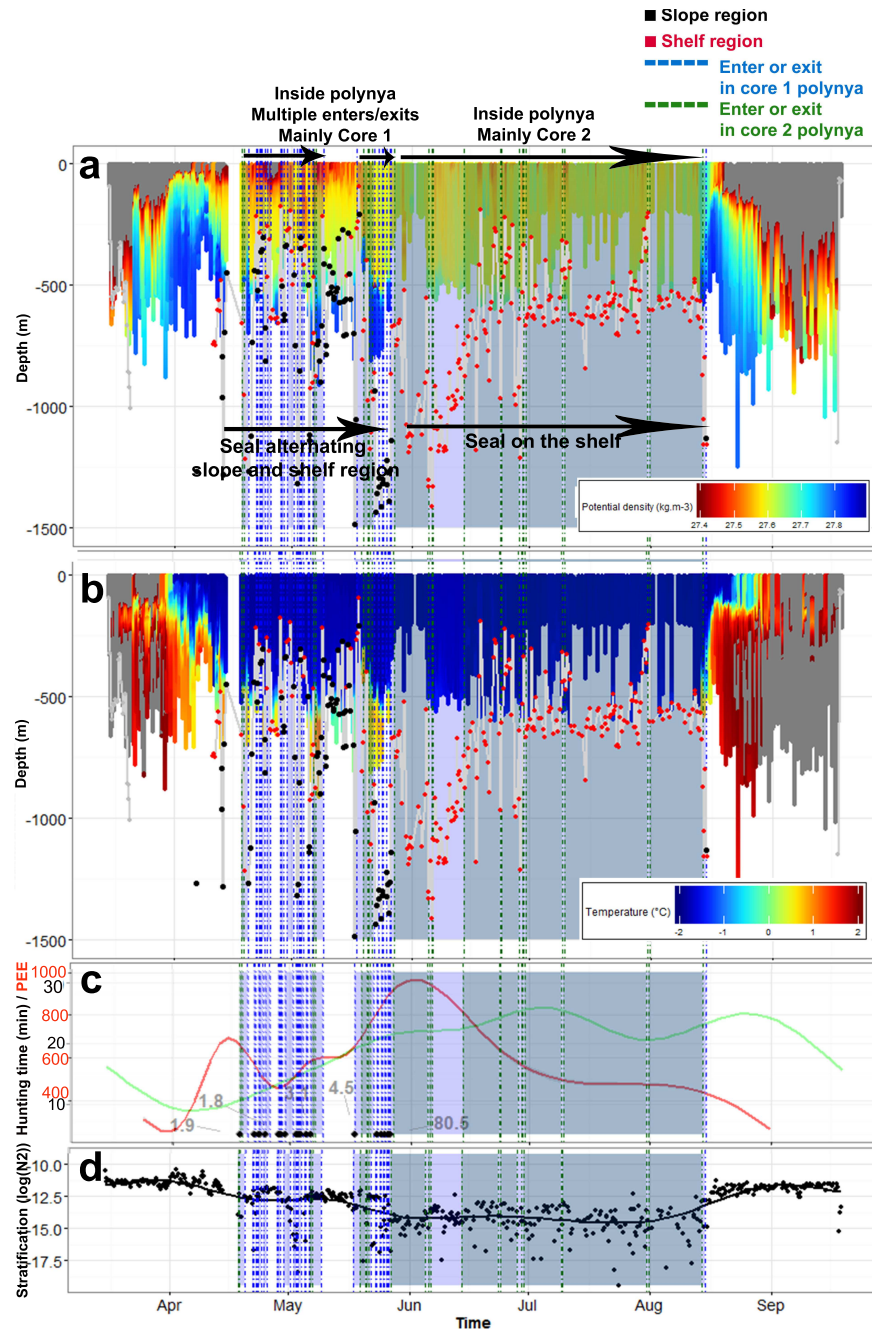 Slope region
Shelf region
Enter or exit
in core 1 polynya
Enter or exit
in core 2 polynya
Inside polynya
Multiple enters/exits
Mainly Core 1
Inside polynya
Mainly Core 2
a
0
-500
-1000
-1500
Depth (m)
Seal alternating
slope and shelf region
Seal on the shelf
Potential density (kg.m-3)
27.4 27.6 27.7 27.8
b
0
-500
-1000
-1500
Depth (m)
Temperature (°C)
-2 -1 0 1 2
c
1000
30
800
20
600
400
10
Hunting time (min) / PEE
1.9
1.8
4.5
80.5
d
10.0
12.5
15.0
17.5
Stratification (log(N2))
Apr May Jun Jul Aug Sep
Time